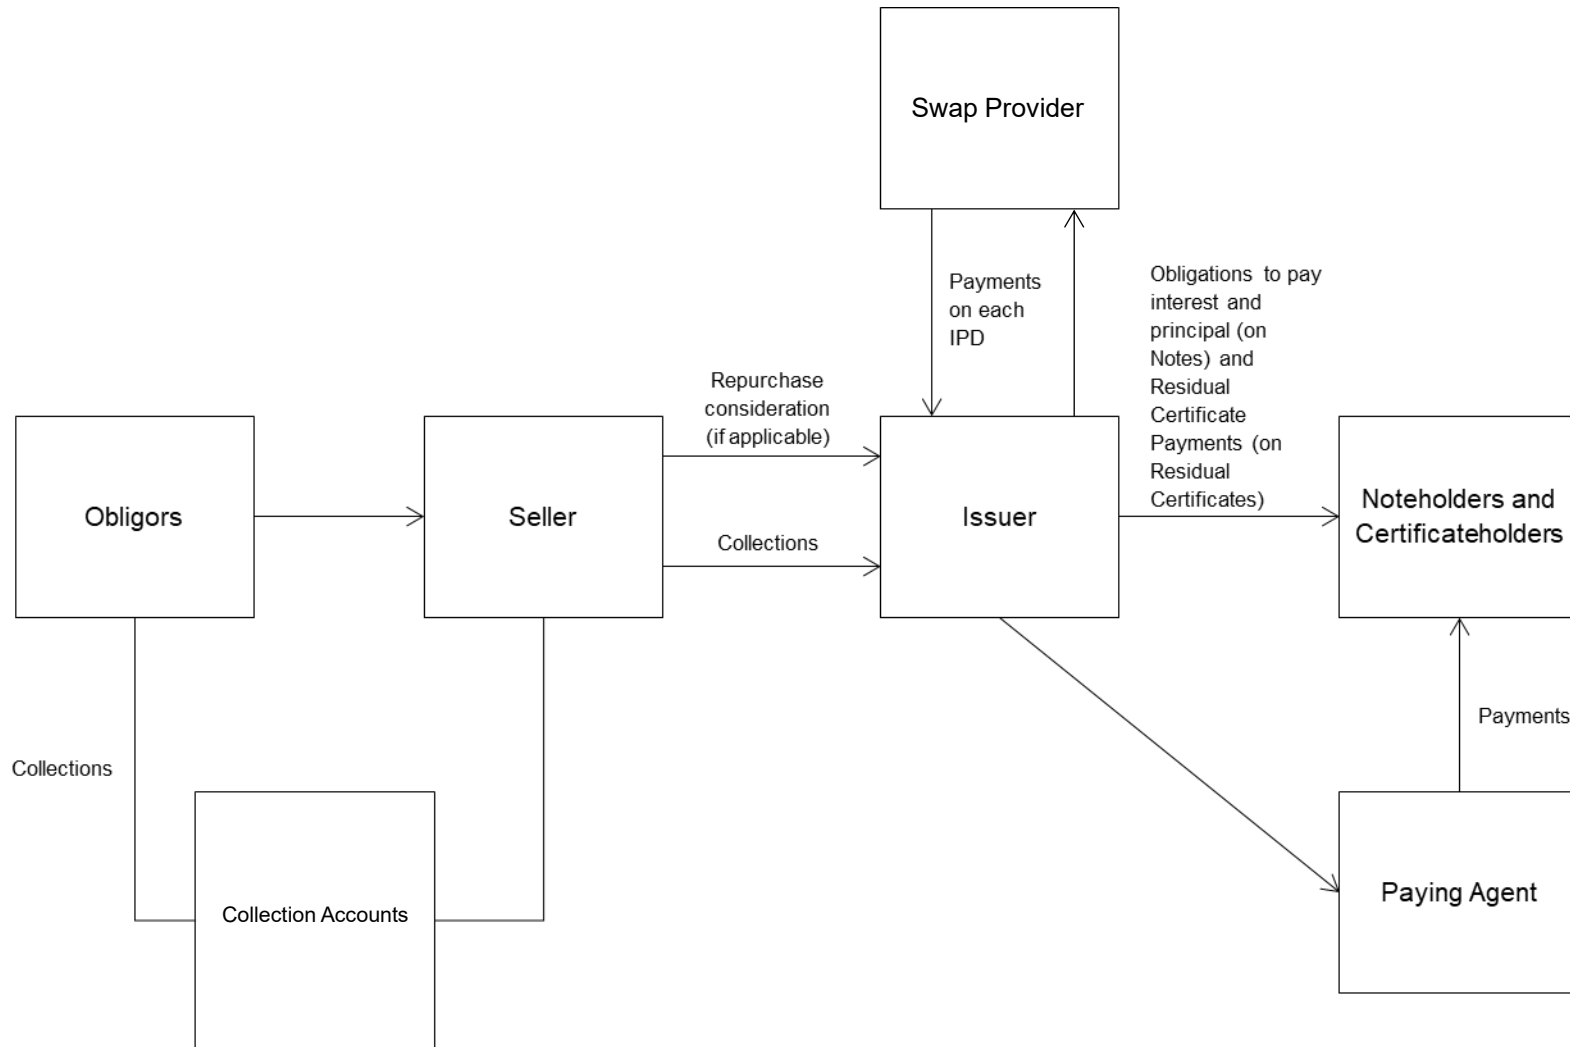 Swap Provider
Payments
on each
IPD
Obligations to pay
interest and
principal (on
Notes) and
Residual
Certificate
Payments (on
Residual
Certificates)
Repurchase
consideration
(if applicable)
Obligors
Seller
Issuer
Noteholders and
Certificateholders
Collections
Payments
Collections
Paying Agent
Collection Accounts